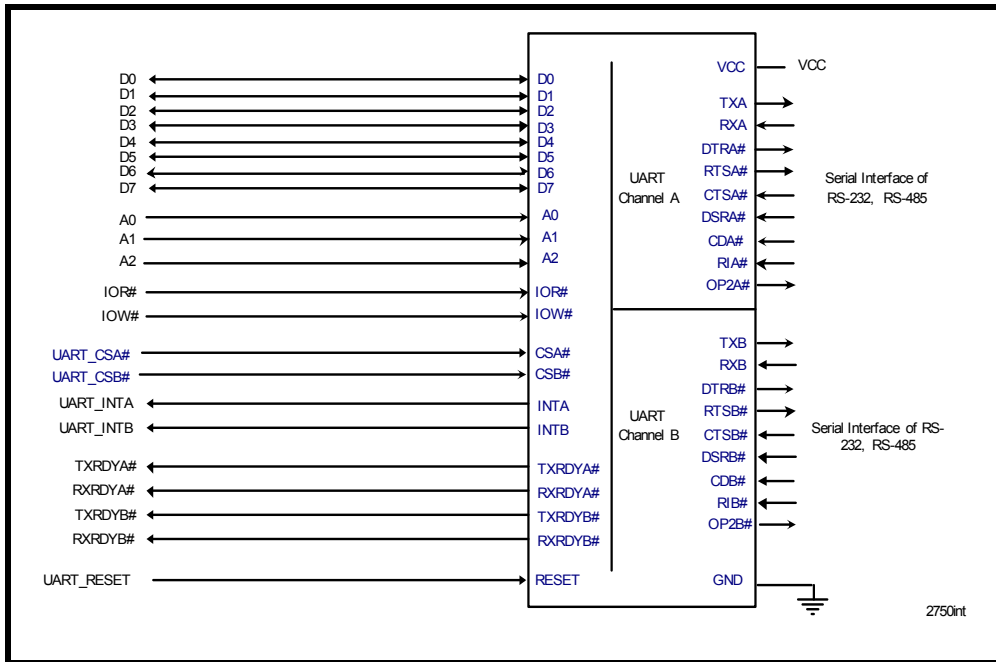 D0
D1
D2
D3
D4
D5
D6
D7
A0
A1
A2
IOR#
IOW#
UART_CSA#
UART_CSB#
UART_INTA
UART_INTB
TXRDYA#
RXRDYA#
TXRDYB#
RXRDYB#
UART_RESET
D0
D1
D2
D3
D4
D5
D6
D7
A0
A1
A2
IOR#
IOW#
CSA#
CSB#
INTA
INTB
TXRDYA#
RXRDYA#
TXRDYB#
RXRDYB#
RESET
UART
Channel A
UART
Channel B
VCC
TXA
RXA
DTRA#
RTSA#
CTSA#
DSRA#
CDA#
RIA#
OP2A#
TXB
RXB
DTRB#
RTSB#
CTSB#
DSRB#
CDB#
RIB#
OP2B#
GND
VCC
Serial Interface of
RS-232, RS-485
Serial Interface of RS-
232, RS-485
2750int